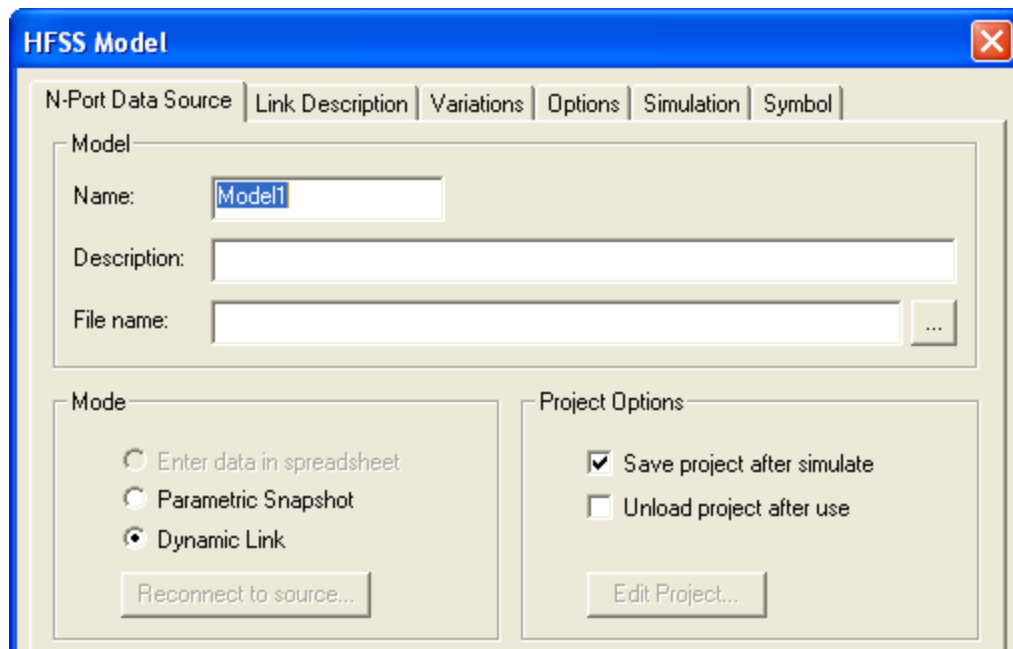 HFSS Model
N-Port Data Source Link Description Variations Options Simulation Symbol
Model
Name: Model1
Description:
File name: ...
Mode
Enter data in spreadsheet
Parametric Snapshot
Dynamic Link
Reconnect to source...
Project Options
Save project after simulate
Unload project after use
Edit Project...